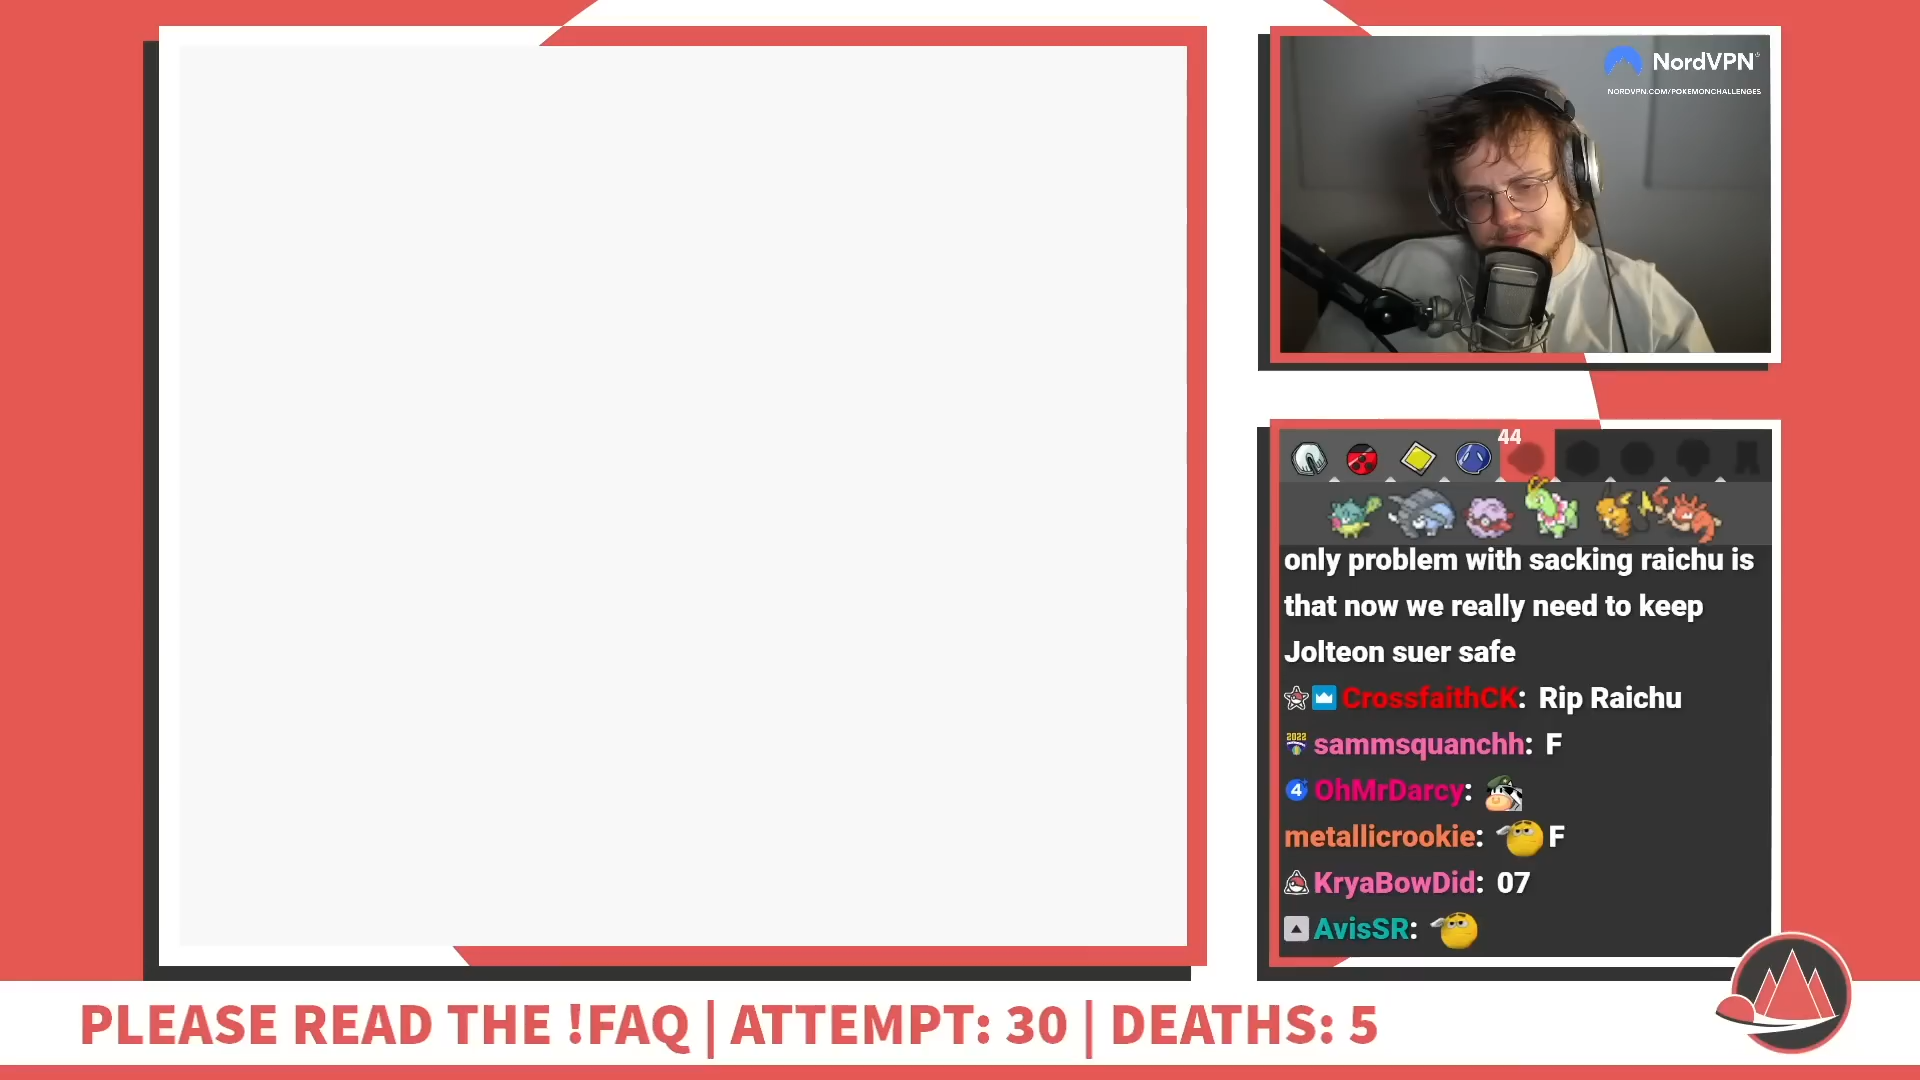 NordVPN
NORDVPN.COM/POKEMONCHALLENGES
44
only problem with sacking raichu is
that now we really need to keep
Jolteon suer safe
CrossfaithCK: Rip Raichu
2022 sammsquanchh: F
4 OhMrDarcy:
metallicrookie: F
KryaBowDid: 07
AvisSR:
PLEASE READ THE !FAQ | ATTEMPT: 30 | DEATHS: 5